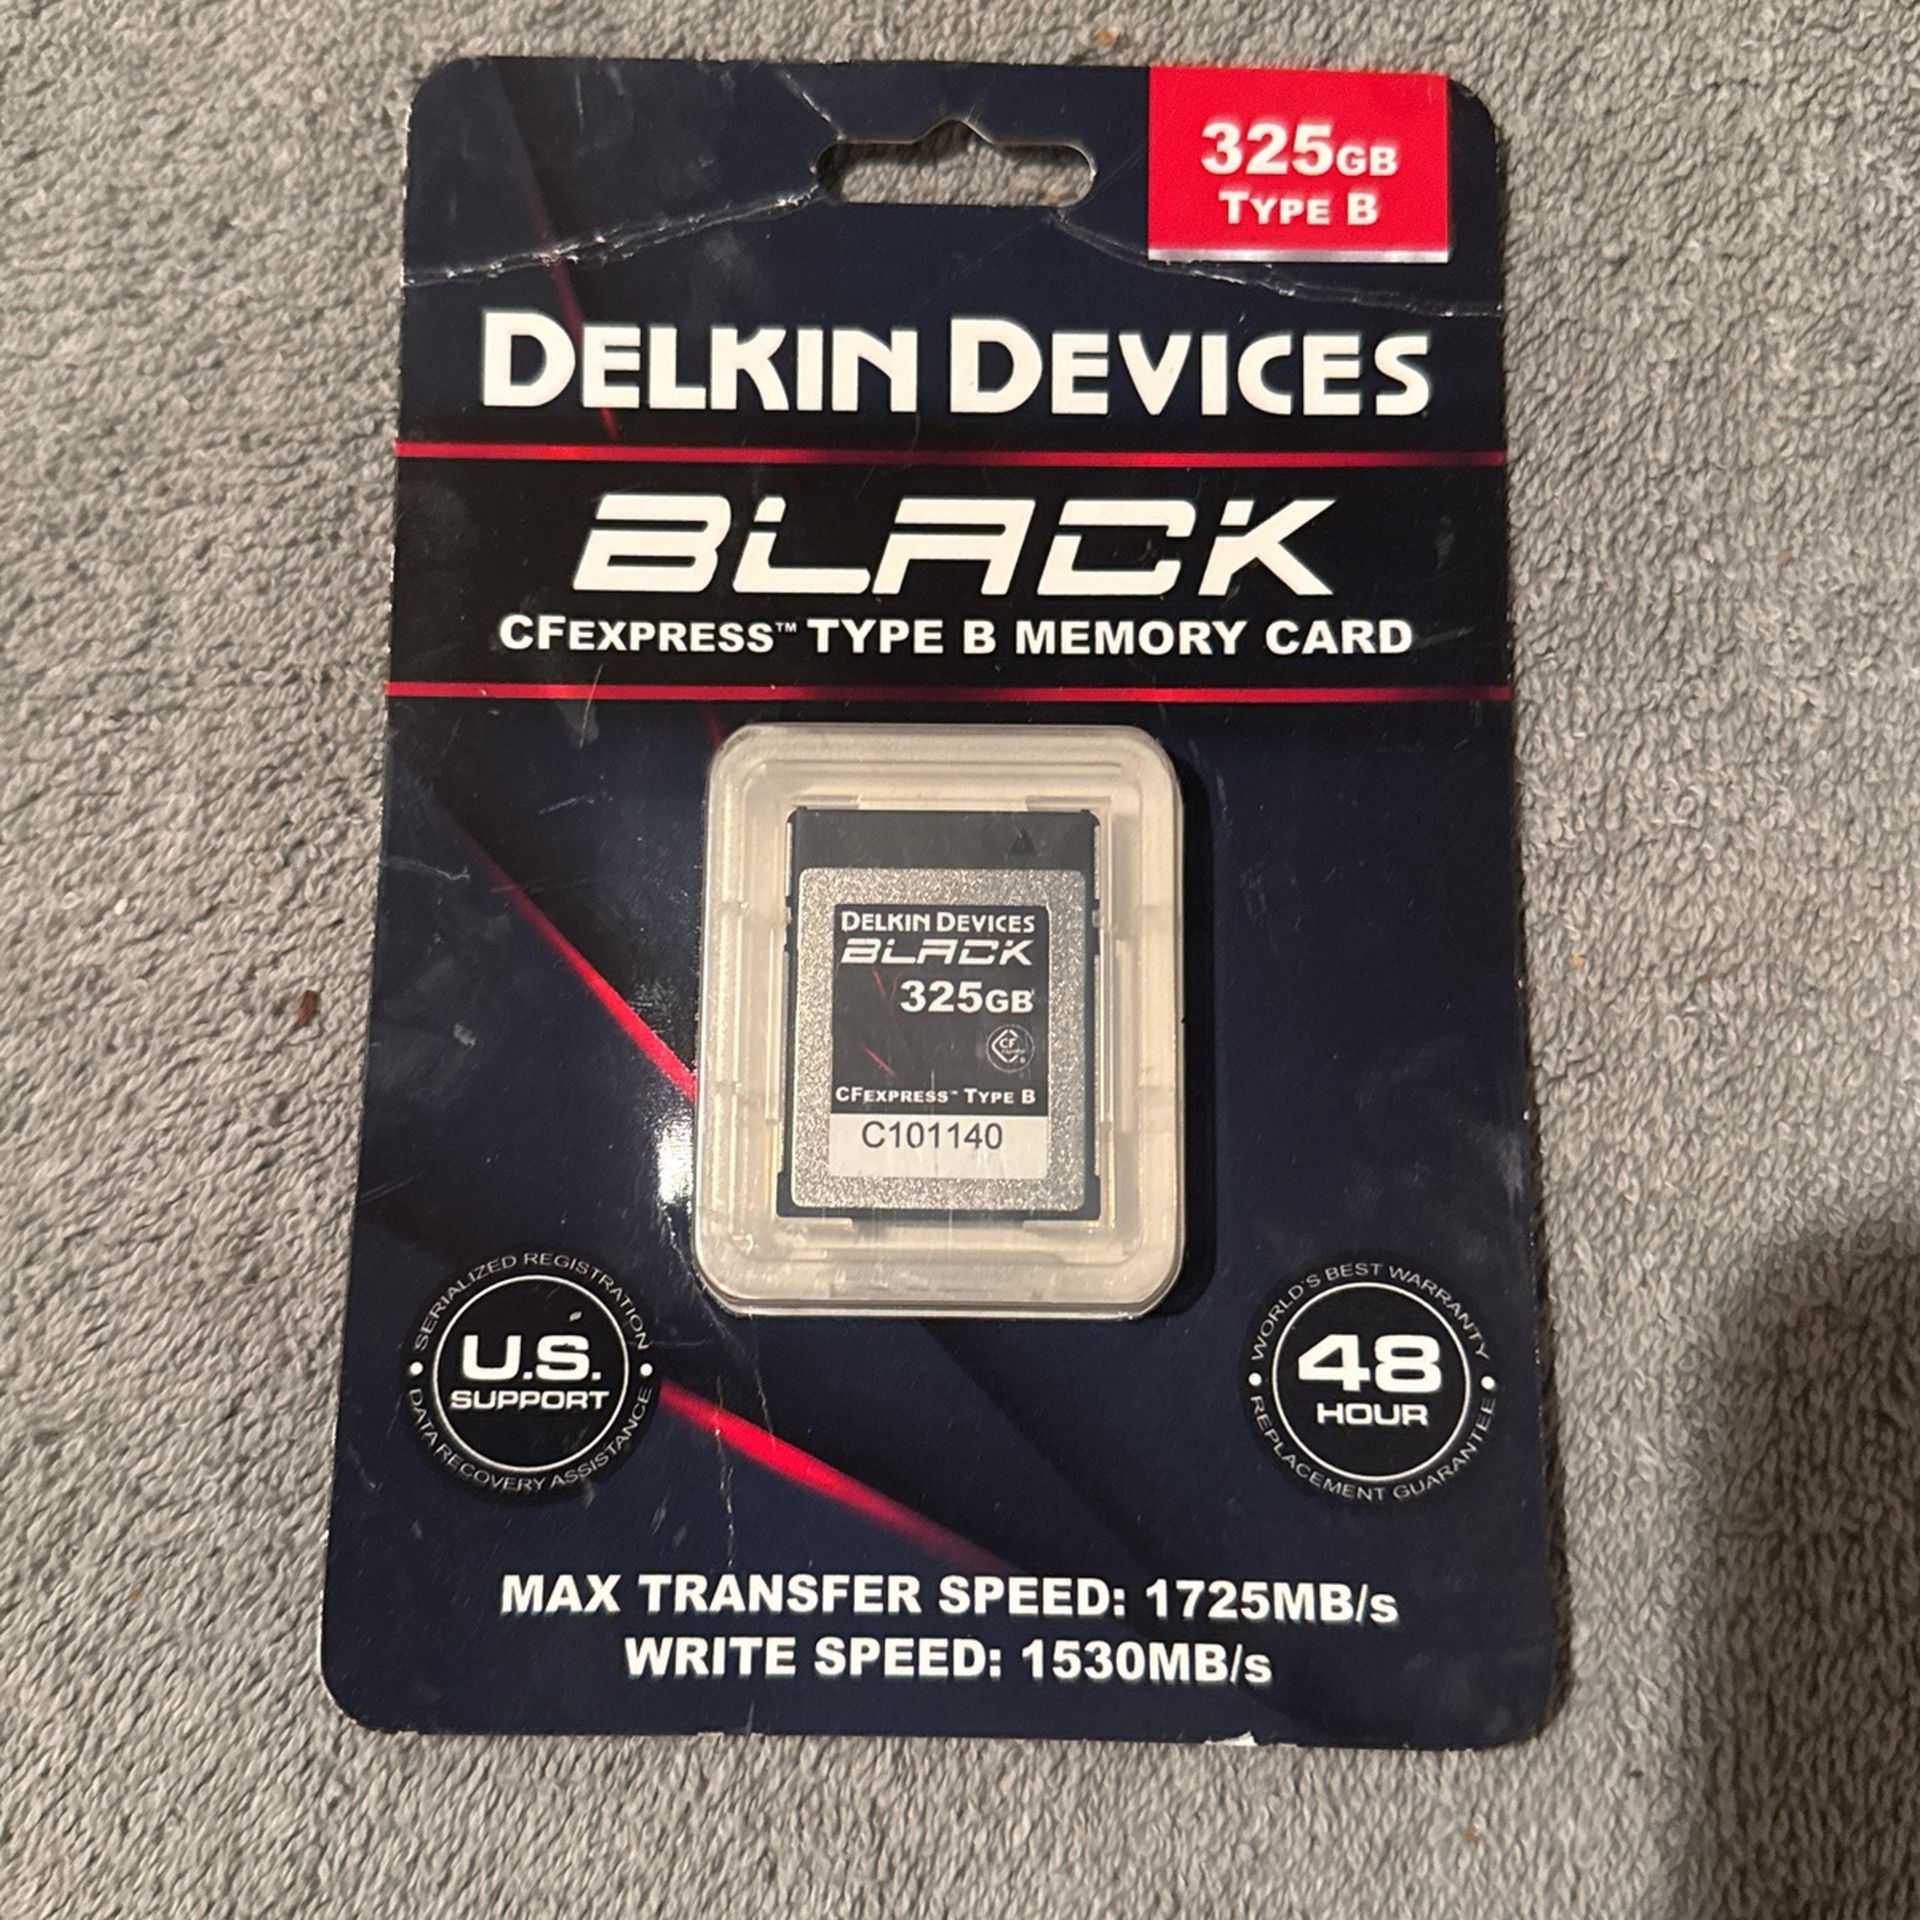 325GB
TYPE B
DELKIN DEVICES
BLACK
CFEXPRESS™ TYPE B MEMORY CARD
DELKIN DEVICES
BLACK
325GB
CF
CFEXPRESS™ TYPE B
C101140
SERIALIZED REGISTRATION
U.S.
SUPPORT
DATA RECOVERY ASSISTANCE
WORLD'S BEST WARRANTY
48
HOUR
REPLACEMENT GUARANTEE
MAX TRANSFER SPEED: 1725MB/s
WRITE SPEED: 1530MB/s